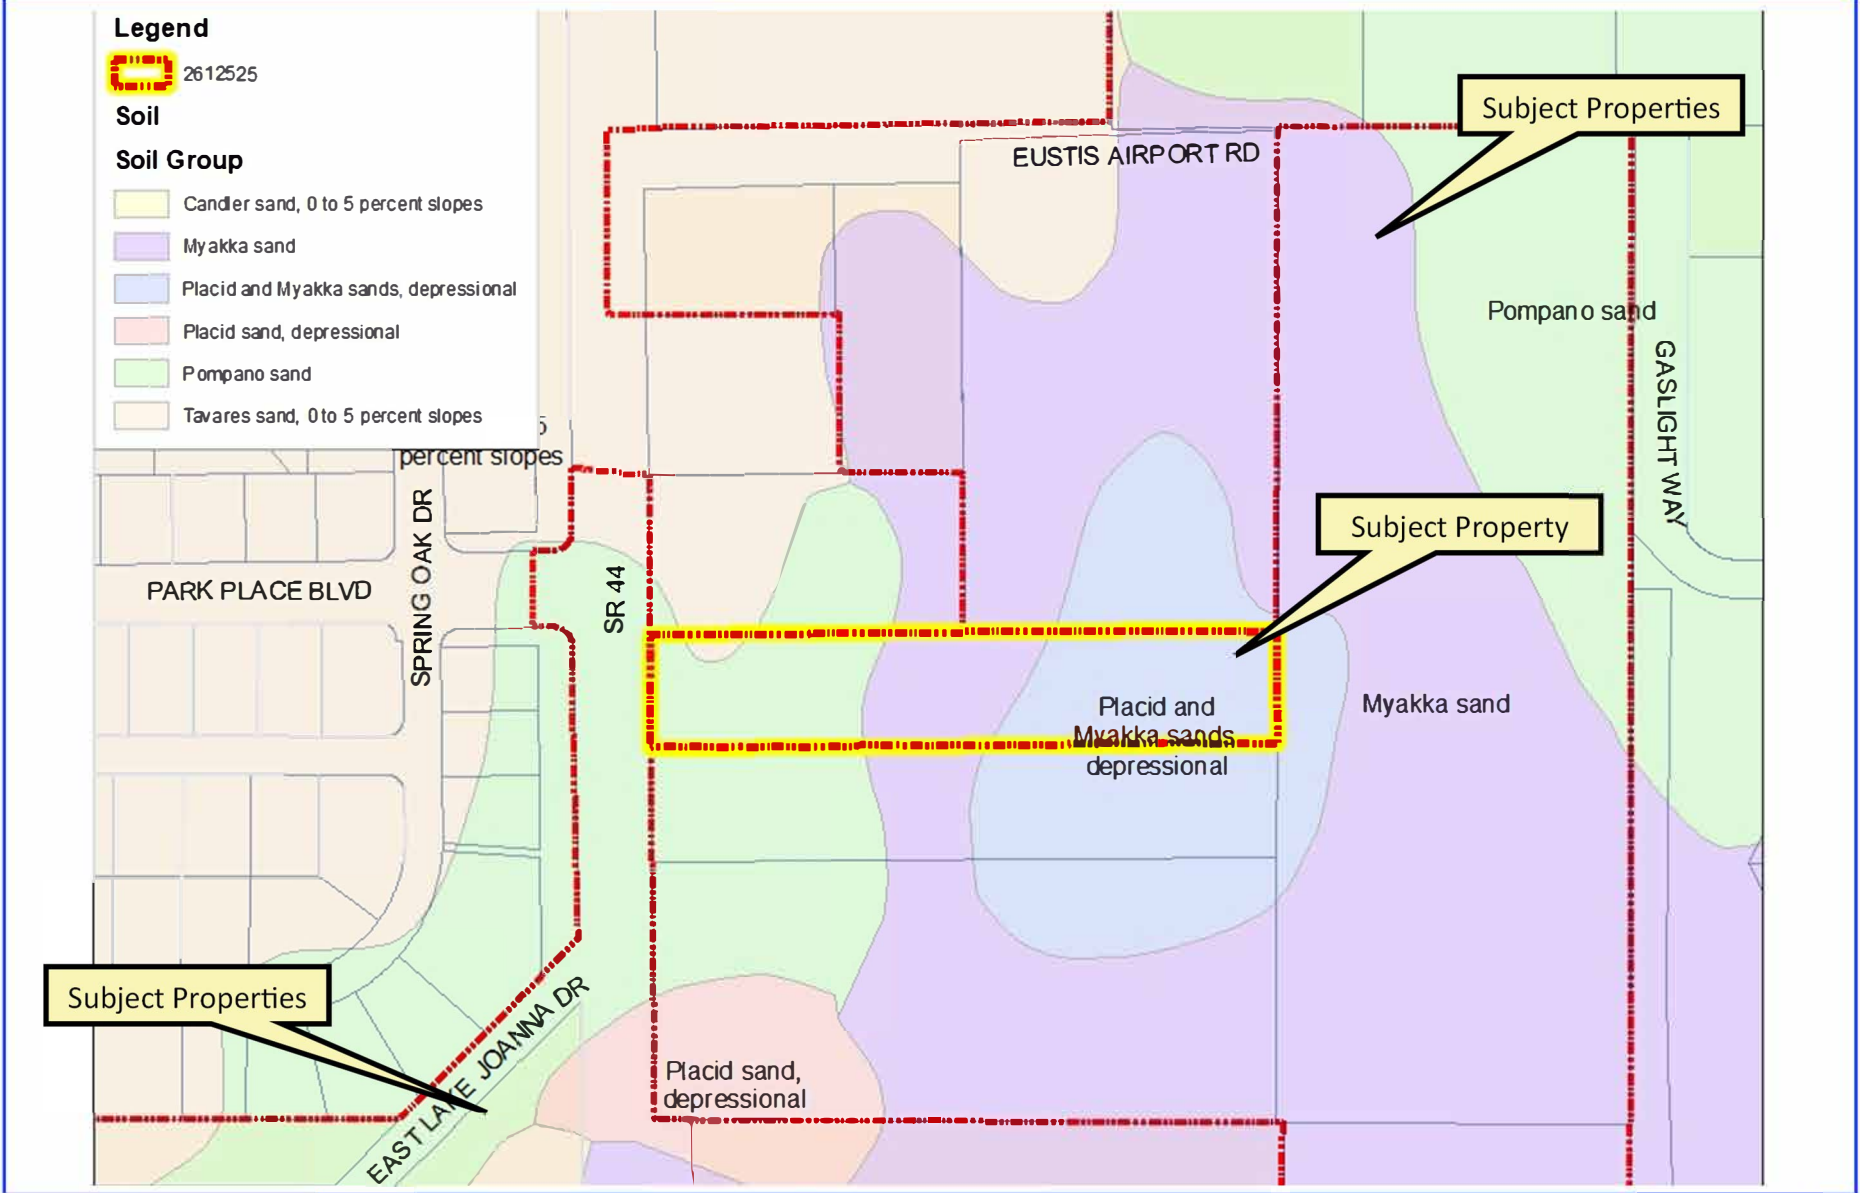 Legend
2612525
Soil
Soil Group
Candler sand, 0 to 5 percent slopes
Myakka sand
Placid and Myakka sands, depressional
Placid sand, depressional
Pompano sand
Tavares sand, 0 to 5 percent slopes
5
percent slopes
Subject Properties
EUSTIS AIRPORT RD
Pompano sand
GASLIGHT WAY
Subject Property
PARK PLACE BLVD
SPRING OAK DR
SR 44
Placid and
Myakka sands,
depressional
Myakka sand
Subject Properties
EAST LAKE JOANNA DR
Placid sand,
depressional